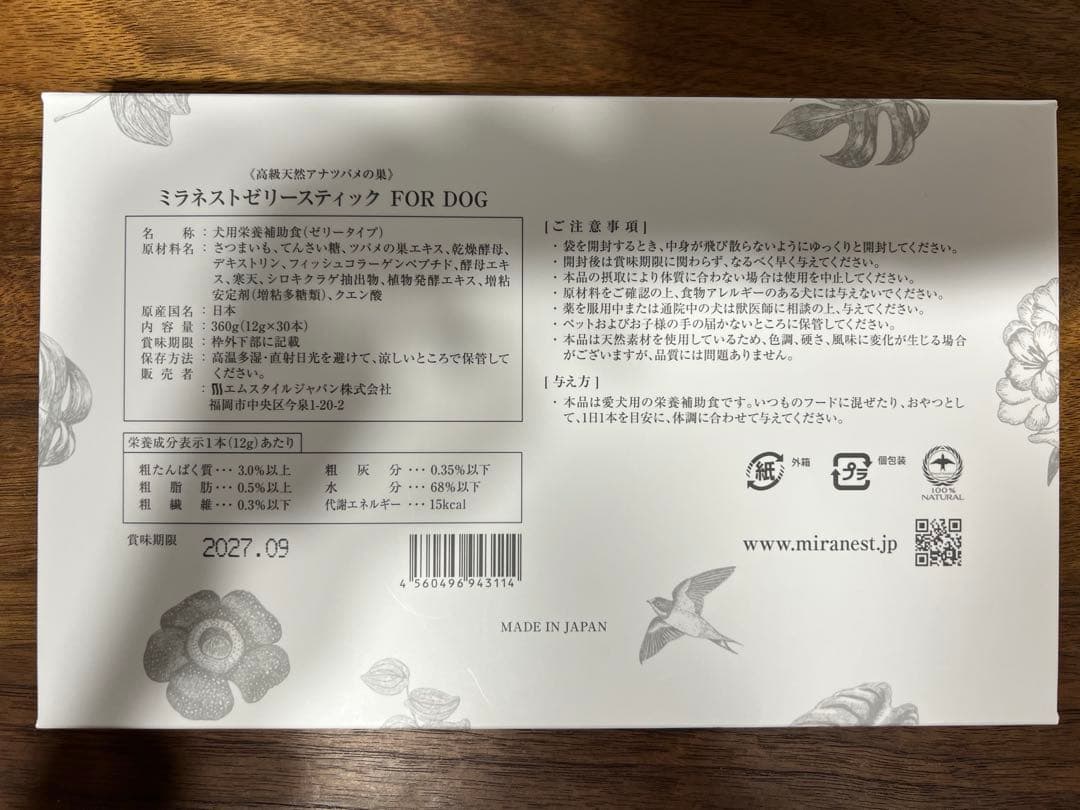 《高級天然アナツバメの巣》
ミラネストゼリースティック FOR DOG
名称：犬用栄養補助食(ゼリータイプ)
原材料名：さつまいも、てんさい糖、ツバメの巣エキス、乾燥酵母、
デキストリン、フィッシュコラーゲンペプチド、酵母エキ
ス、寒天、シロキクラゲ抽出物、植物発酵エキス、増粘
安定剤(増粘多糖類)、クエン酸
原産国名：日本
内容量：360g(12g×30本)
賞味期限：枠外下部に記載
保存方法：高温多湿・直射日光を避けて、涼しいところで保管して
ください。
販売者：エムスタイルジャパン株式会社
福岡市中央区今泉1-20-2
栄養成分表示1本(12g)あたり
粗たんぱく質･･･3.0%以上 粗灰分･･･0.35%以下
粗脂肪･･･0.5%以上 水分･･･68%以下
粗繊維･･･0.3%以下 代謝エネルギー･･･15kcal
賞味期限 2027.09
4 560496 943114
[ご注意事項]
・袋を開封するとき、中身が飛び散らないようにゆっくりと開封してください。
・開封後は賞味期限に関わらず、なるべく早く与えてください。
・本品の摂取により体質に合わない場合は使用を中止してください。
・原材料をご確認の上、食物アレルギーのある犬には与えないでください。
・薬を服用中または通院中の犬は獣医師に相談の上、与えてください。
・ペットおよびお子様の手の届かないところに保管してください。
・本品は天然素材を使用しているため、色調、硬さ、風味に変化が生じる場合
がございますが、品質には問題ありません。
[与え方]
・本品は愛犬用の栄養補助食です。いつものフードに混ぜたり、おやつとし
て、1日1本を目安に、体調に合わせて与えてください。
紙 外箱
プラ 個包装
100%
NATURAL
www.miranest.jp
MADE IN JAPAN